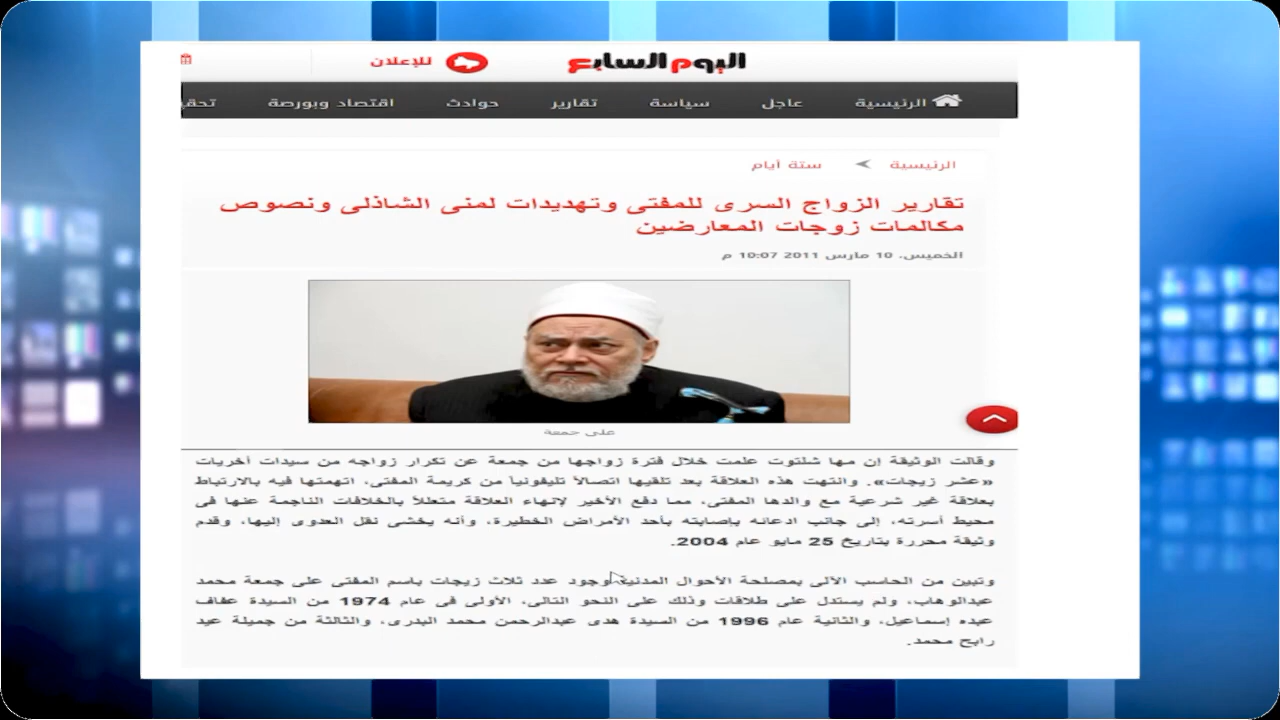 اليوم السابع
للإعلان
الرئيسية عاجل سياسة تقارير حوادث اقتصاد وبورصة تحقي
الرئيسية ستة أيام
تقارير الزواج السرى للمفتى وتهديدات لمنى الشاذلى ونصوص
مكالمات زوجات المعارضين
الخميس، 10 مارس 2011 10:07 م
على جمعة
وقالت الوثيقة إن مها شلتوت علمت خلال فترة زواجها من جمعة عن تكرار زواجه من سيدات أخريات
«عشر زيجات». وانتهت هذه العلاقة بعد تلقيها اتصالاً تليفونياً من كريمة المفتى، اتهمتها فيه بالارتباط
بعلاقة غير شرعية مع والدها المفتى، مما دفع الأخير لإنهاء العلاقة متعللاً بالخلافات الناجمة عنها فى
محيط أسرته، إلى جانب ادعائه بإصابته بأحد الأمراض الخطيرة، وأنه يخشى نقل العدوى إليها، وقدم
وثيقة محررة بتاريخ 25 مايو عام 2004.
وتبين من الحاسب الآلى بمصلحة الأحوال المدنية وجود عدد ثلاث زيجات باسم المفتى على جمعة محمد
عبدالوهاب، ولم يستدل على طلاقات وذلك على النحو التالى، الأولى فى عام 1974 من السيدة عفاف
عبده إسماعيل، والثانية عام 1996 من السيدة هدى عبدالرحمن محمد البدرى، والثالثة من جميلة عيد
رابح محمد.